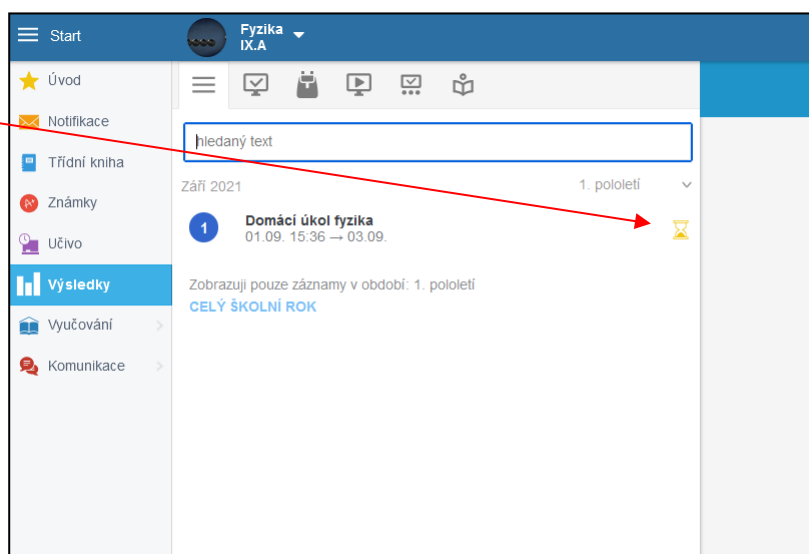 Start
Fyzika
IX.A
Úvod
Notifikace
Třídní kniha
Známky
Učivo
Výsledky
Vyučování
Komunikace
hledaný text
Září 2021
1. pololetí
1
Domácí úkol fyzika
01.09. 15:36 → 03.09.
Zobrazuji pouze záznamy v období: 1. pololetí
CELÝ ŠKOLNÍ ROK